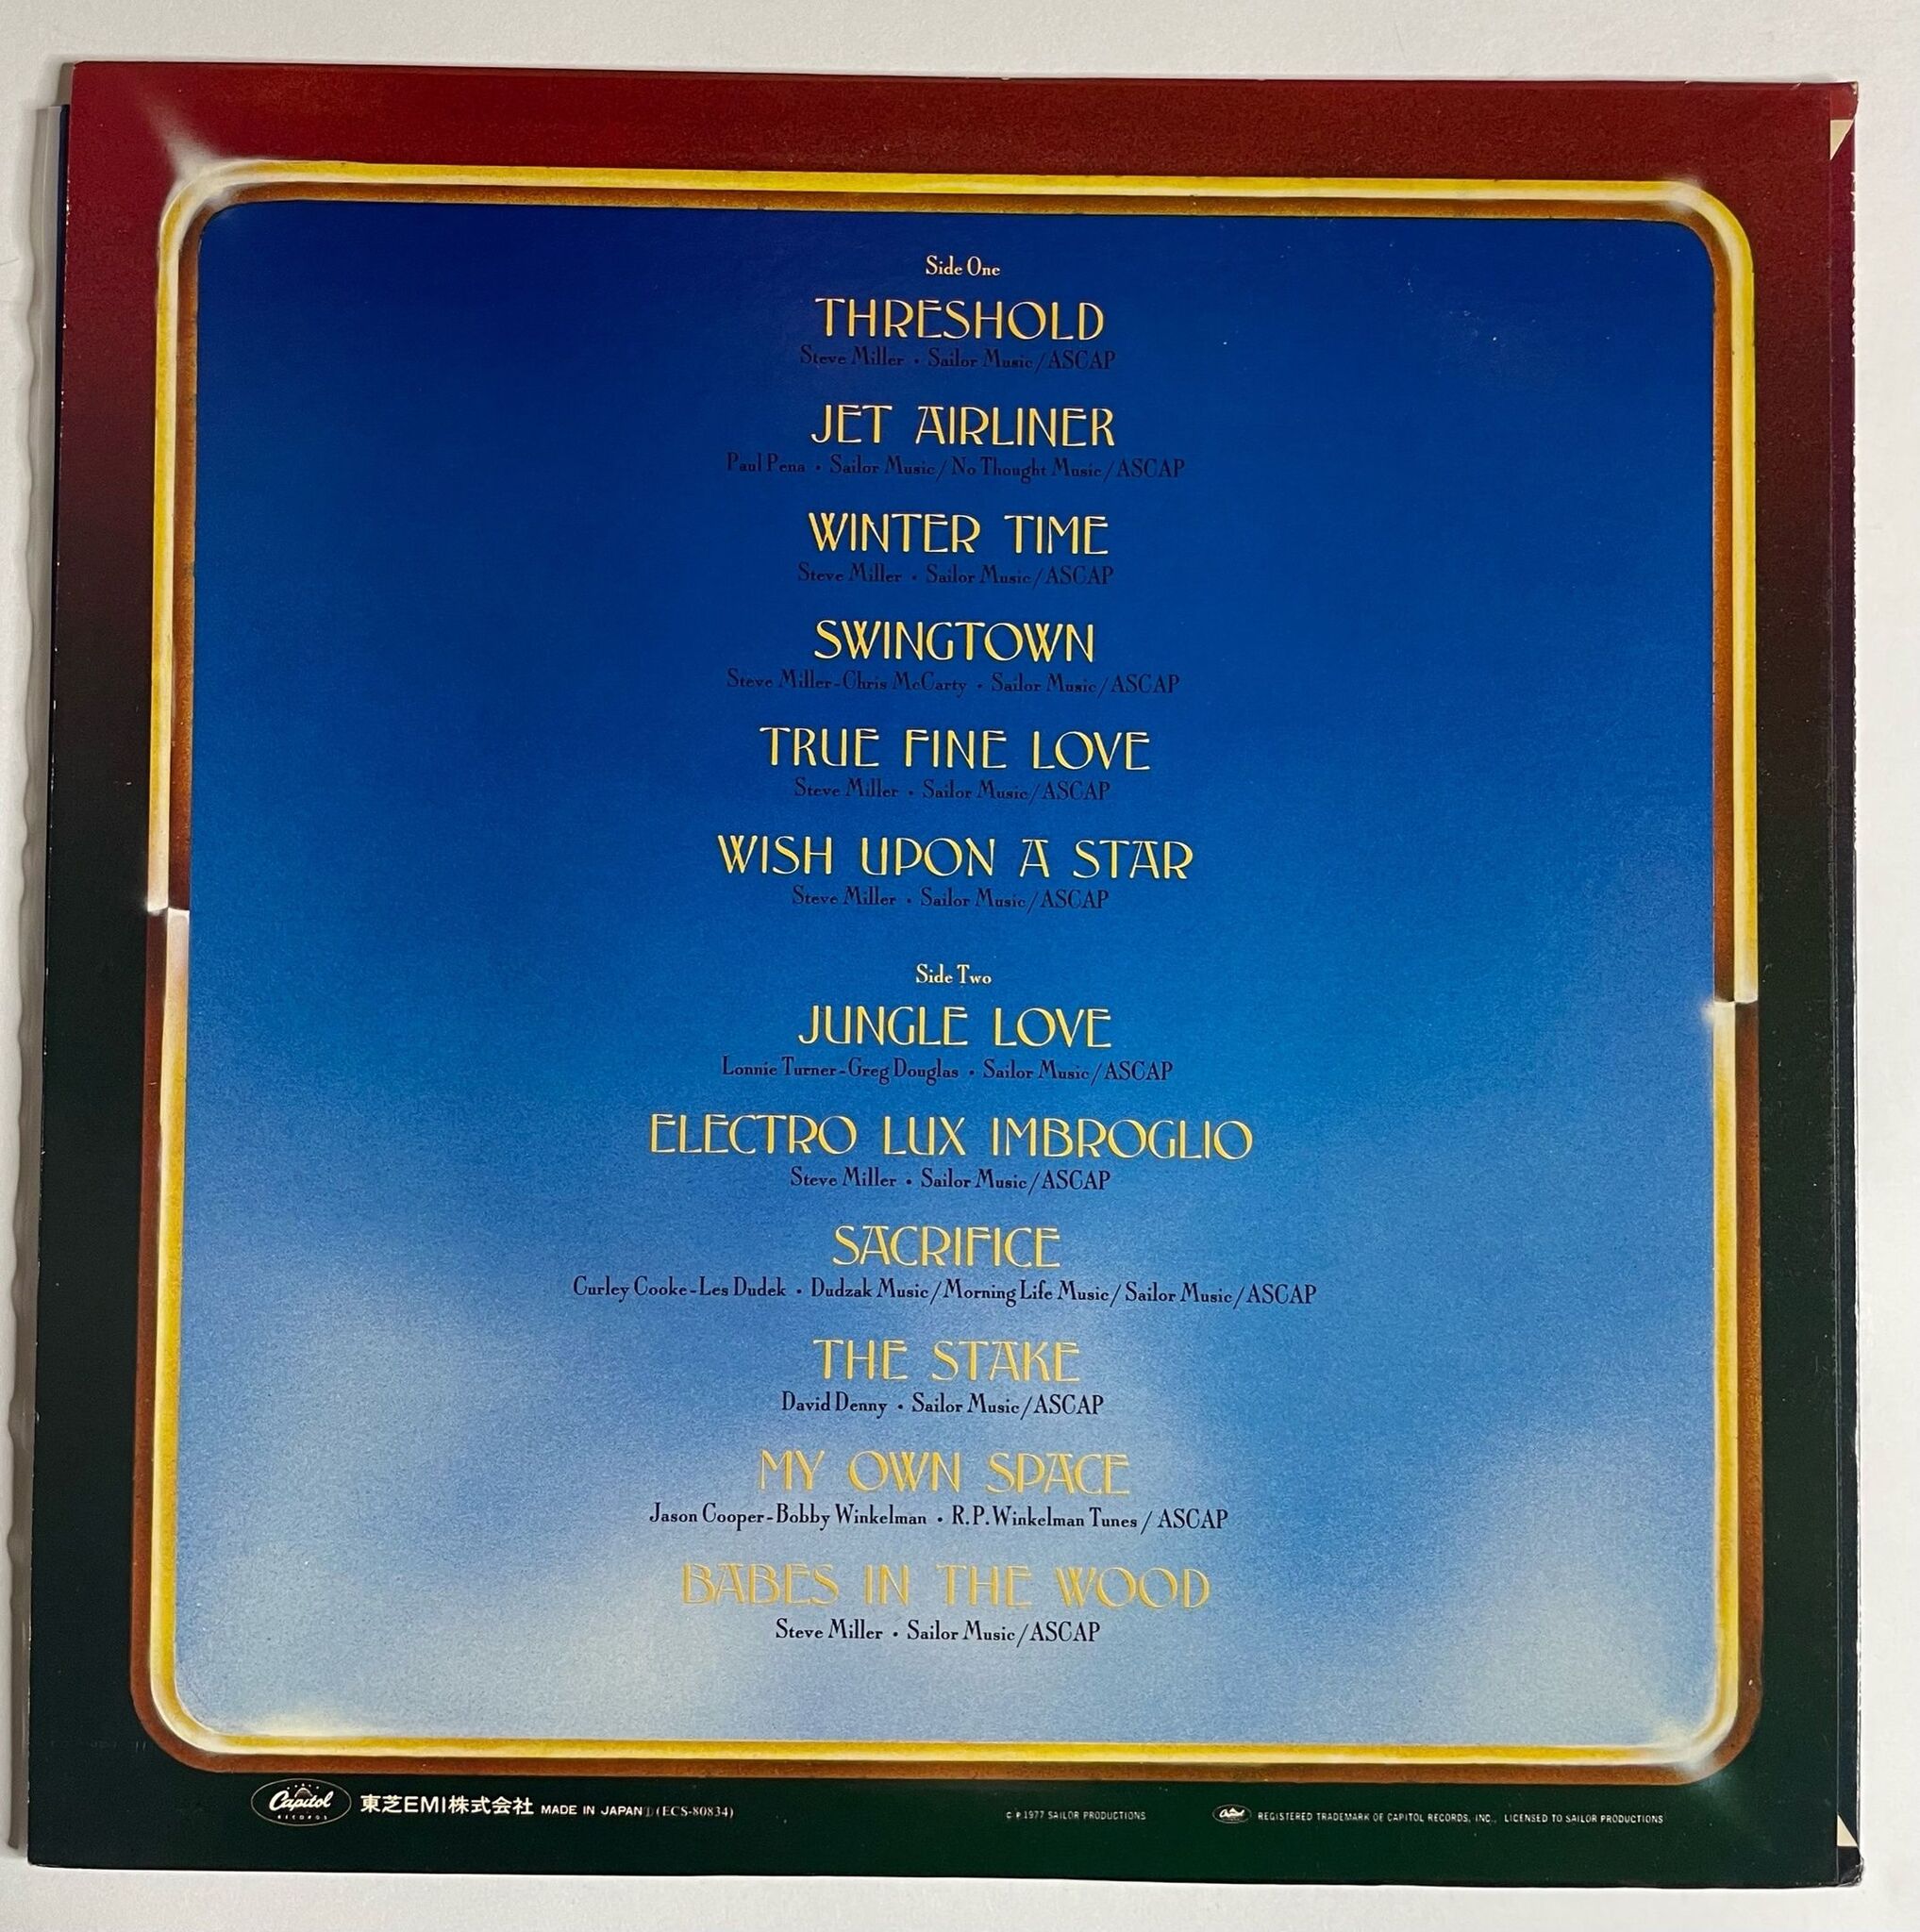 Side One
THRESHOLD
Steve Miller • Sailor Music/ASCAP
JET AIRLINER
Paul Pena • Sailor Music/No Thought Music/ASCAP
WINTER TIME
Steve Miller • Sailor Music/ASCAP
SWINGTOWN
Steve Miller-Chris McCarty • Sailor Music/ASCAP
TRUE FINE LOVE
Steve Miller • Sailor Music/ASCAP
WISH UPON A STAR
Steve Miller • Sailor Music/ASCAP
Side Two
JUNGLE LOVE
Lonnie Turner-Greg Douglas • Sailor Music/ASCAP
ELECTRO LUX IMBROGLIO
Steve Miller • Sailor Music/ASCAP
SACRIFICE
Curley Cooke-Les Dudek • Dudzak Music/Morning Life Music/Sailor Music/ASCAP
THE STAKE
David Denny • Sailor Music/ASCAP
MY OWN SPACE
Jason Cooper-Bobby Winkelman • R.P.Winkelman Tunes / ASCAP
BABES IN THE WOOD
Steve Miller • Sailor Music/ASCAP
Capitol RECORDS 東芝EMI株式会社 MADE IN JAPAN (ECS-80834) © ℗ 1977 SAILOR PRODUCTIONS Capitol REGISTERED TRADEMARK OF CAPITOL RECORDS, INC., LICENSED TO SAILOR PRODUCTIONS